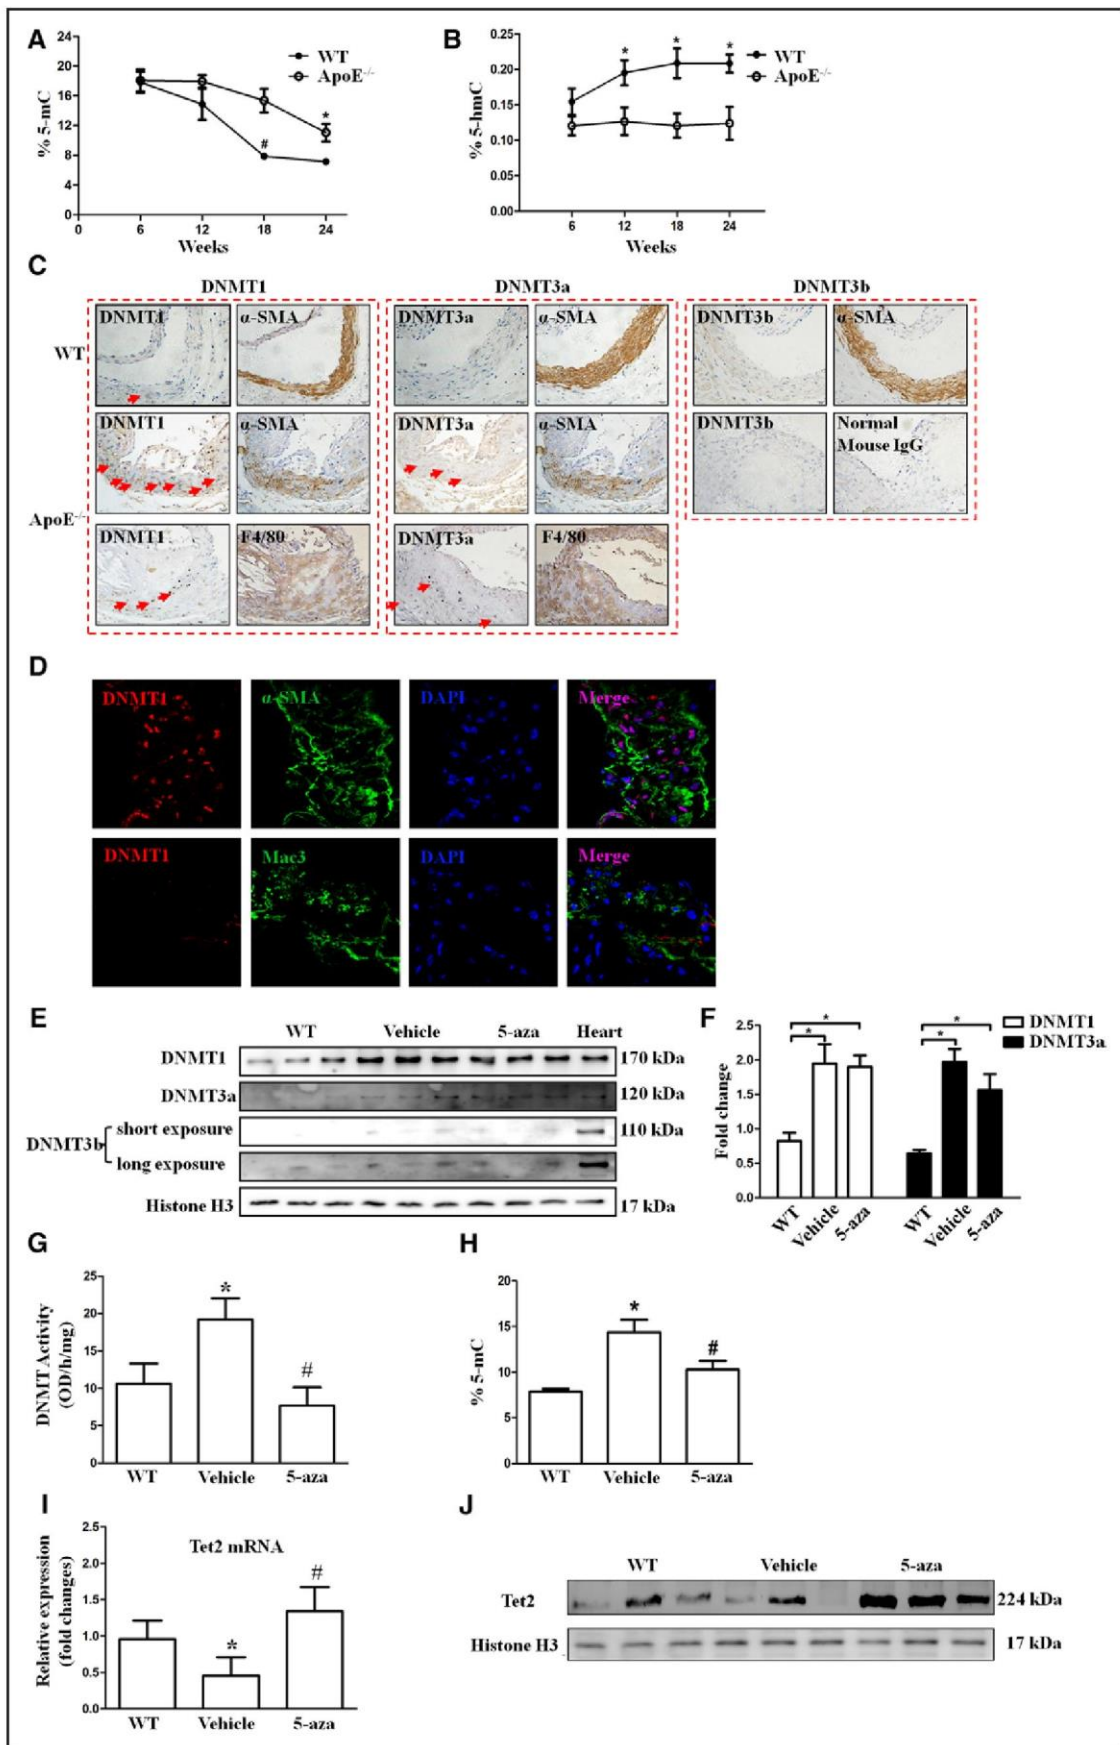 A
24
20
16
12
8
4
0
% 5-mC
WT
ApoE-/-
*
#
0
6
12
18
24
Weeks
B
0.25
0.20
0.15
0.10
0.05
0.00
% 5-hmC
* * *
WT
ApoE-/-
6
12
18
24
Weeks
C
DNMT1 DNMT3a DNMT3b
WT
DNMT1 α-SMA DNMT3a α-SMA DNMT3b α-SMA
ApoE-/-
DNMT1 α-SMA DNMT3a α-SMA DNMT3b Normal
Mouse IgG
DNMT1 F4/80 DNMT3a F4/80
D
DNMT1 α-SMA DAPI Merge
DNMT1 Mac3 DAPI Merge
E
WT Vehicle 5-aza Heart
DNMT1 170 kDa
DNMT3a 120 kDa
DNMT3b
short exposure 110 kDa
long exposure
Histone H3 17 kDa
F
2.5
2.0
1.5
1.0
0.5
0.0
Fold change
* * * *
DNMT1
DNMT3a
WT Vehicle 5-aza WT Vehicle 5-aza
G
25
20
15
10
5
0
DNMT Activity
(OD/h/mg)
*
#
WT Vehicle 5-aza
H
20
15
10
5
0
% 5-mC
*
#
WT Vehicle 5-aza
I
2.5
2.0
1.5
1.0
0.5
0.0
Relative expression
(fold changes)
Tet2 mRNA
#
*
WT Vehicle 5-aza
J
WT Vehicle 5-aza
Tet2 224 kDa
Histone H3 17 kDa